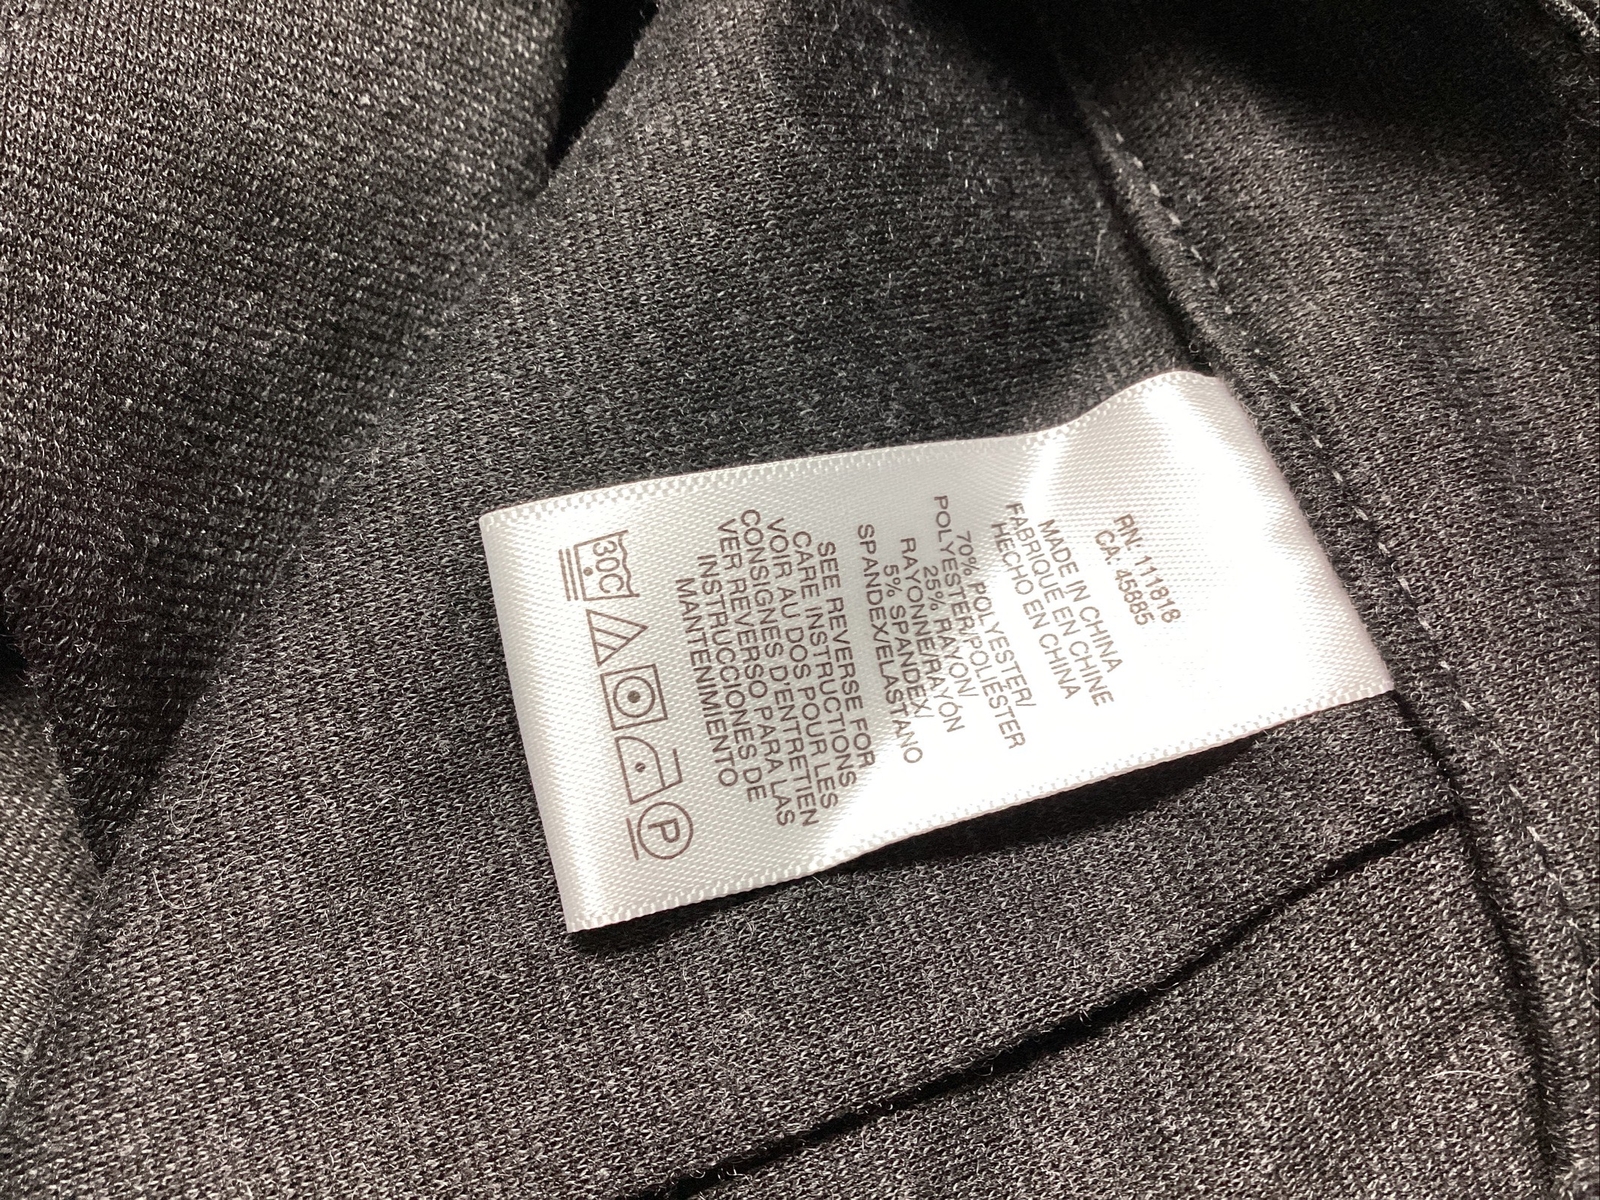 RN: 111818
CA: 45885
MADE IN CHINA
FABRIQUÉ EN CHINE
HECHO EN CHINA
70% POLYESTER/
POLYESTER/POLIÉSTER
25% RAYON/
RAYONNE/RAYÓN
5% SPANDEX/
SPANDEX/ELASTANO
SEE REVERSE FOR
CARE INSTRUCTIONS
VOIR AU DOS POUR LES
CONSIGNES D'ENTRETIEN
VER REVERSO PARA LAS
INSTRUCCIONES DE
MANTENIMIENTO
30C P